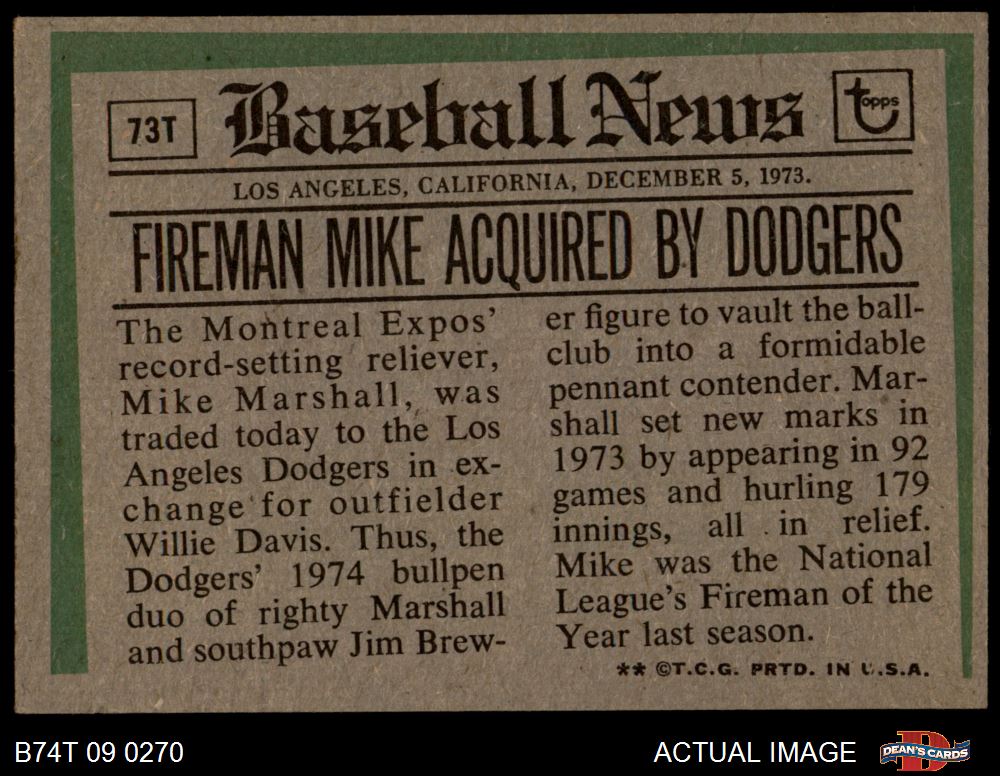 73T
Baseball News
Topps
LOS ANGELES, CALIFORNIA, DECEMBER 5, 1973.
FIREMAN MIKE ACQUIRED BY DODGERS
The Montreal Expos'
record-setting reliever,
Mike Marshall, was
traded today to the Los
Angeles Dodgers in ex-
change for outfielder
Willie Davis. Thus, the
Dodgers' 1974 bullpen
duo of righty Marshall
and southpaw Jim Brew-
er figure to vault the ball-
club into a formidable
pennant contender. Mar-
shall set new marks in
1973 by appearing in 92
games and hurling 179
innings, all in relief.
Mike was the National
League's Fireman of the
Year last season.
** ©T.C.G. PRTD. IN U.S.A.
B74T 09 0270
ACTUAL IMAGE
D
DEAN'S CARDS